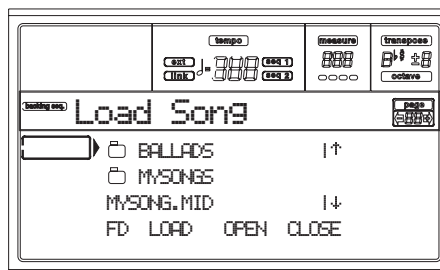 tempo measure transpose
ext seq 1
link seq 2
octave
backing seq. Load Song page
BALLADS
MYSONGS
MYSONG.MID
FD LOAD OPEN CLOSE